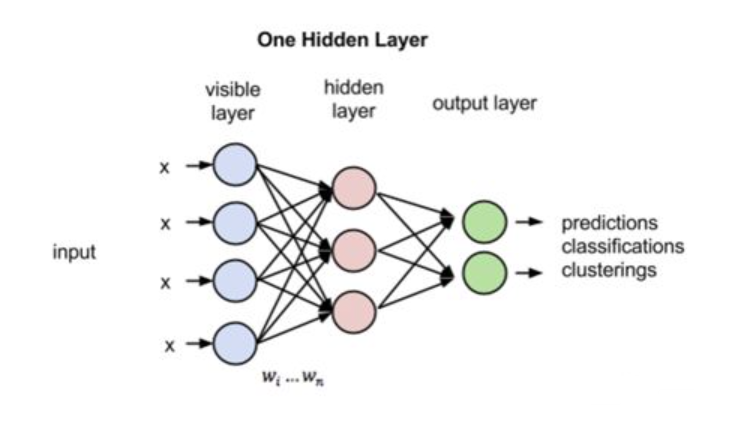 One Hidden Layer
visible
layer
hidden
layer
output layer
x
x
x
x
input
predictions
classifications
clusterings
wᵢ ...wₙ